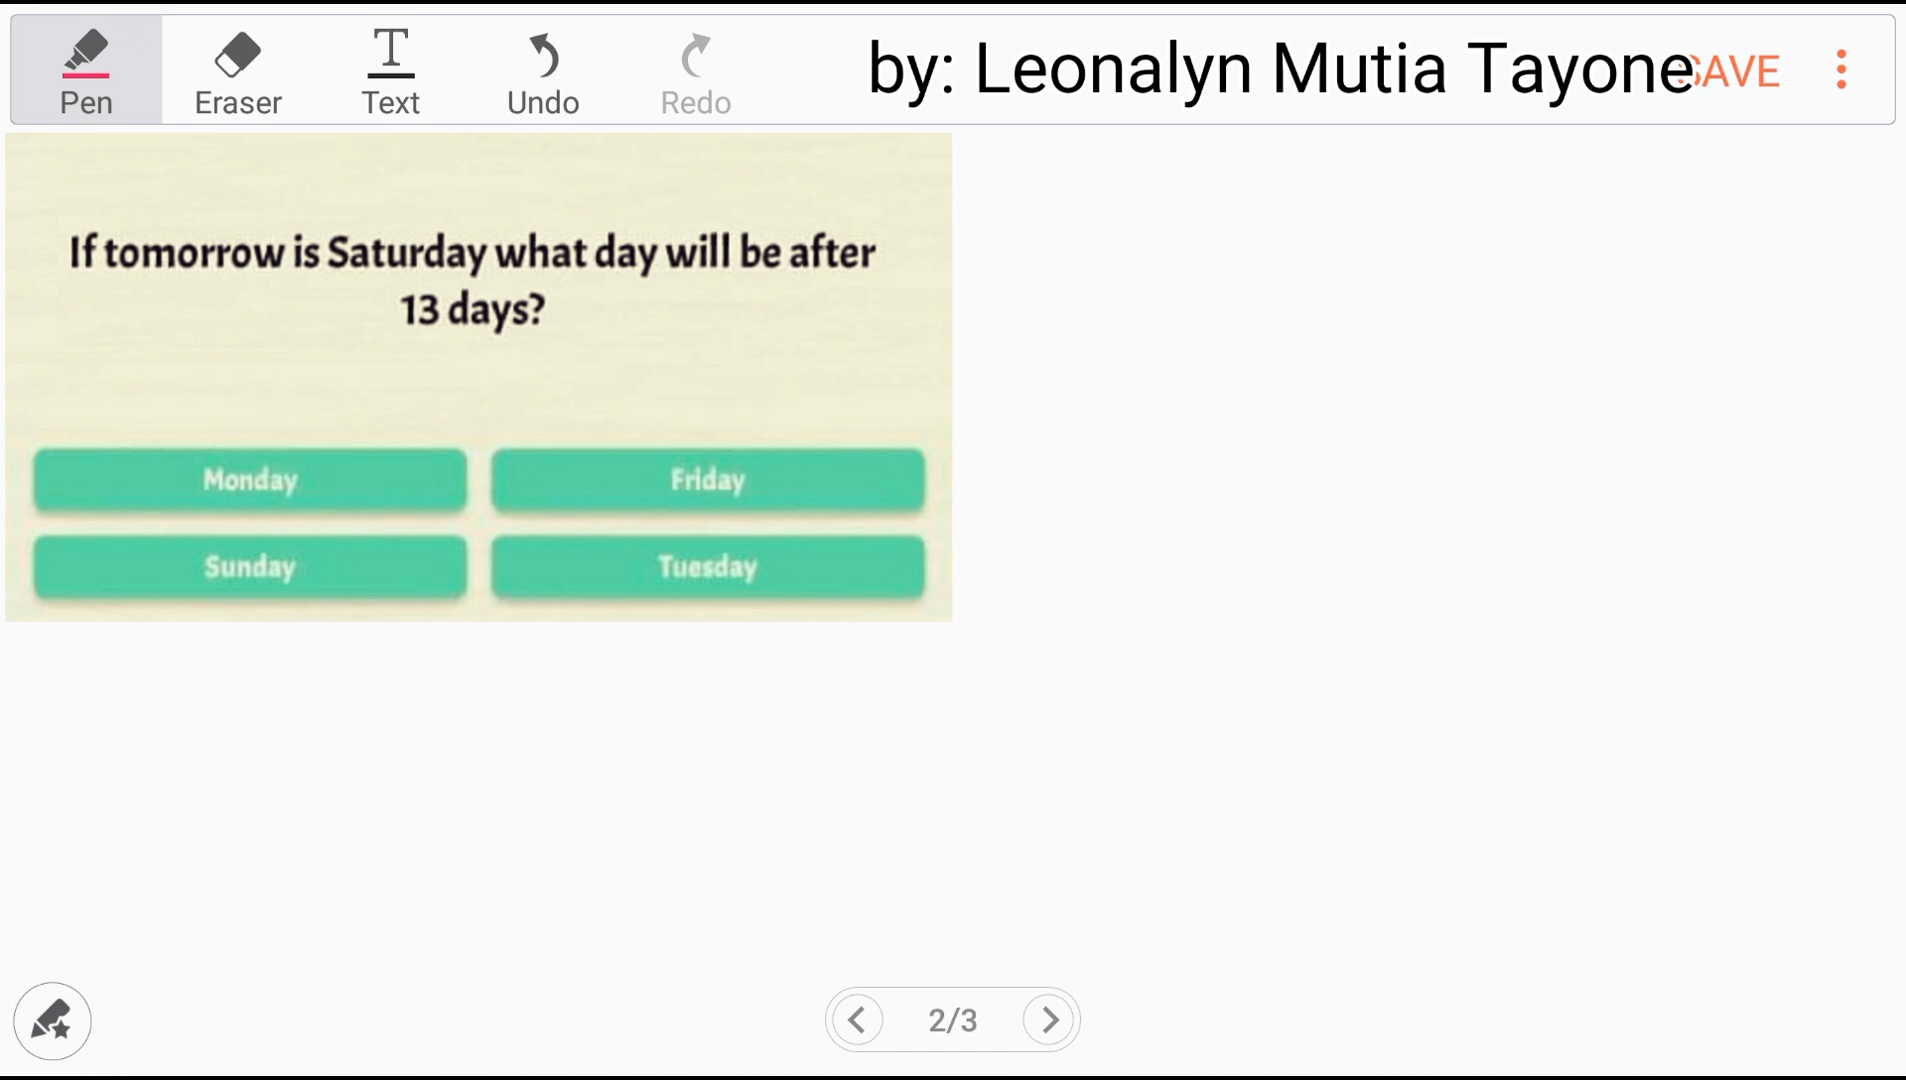 Pen
Eraser
Text
Undo
Redo
by: Leonalyn Mutia Tayone
SAVE
If tomorrow is Saturday what day will be after
13 days?
Monday
Friday
Sunday
Tuesday
2/3